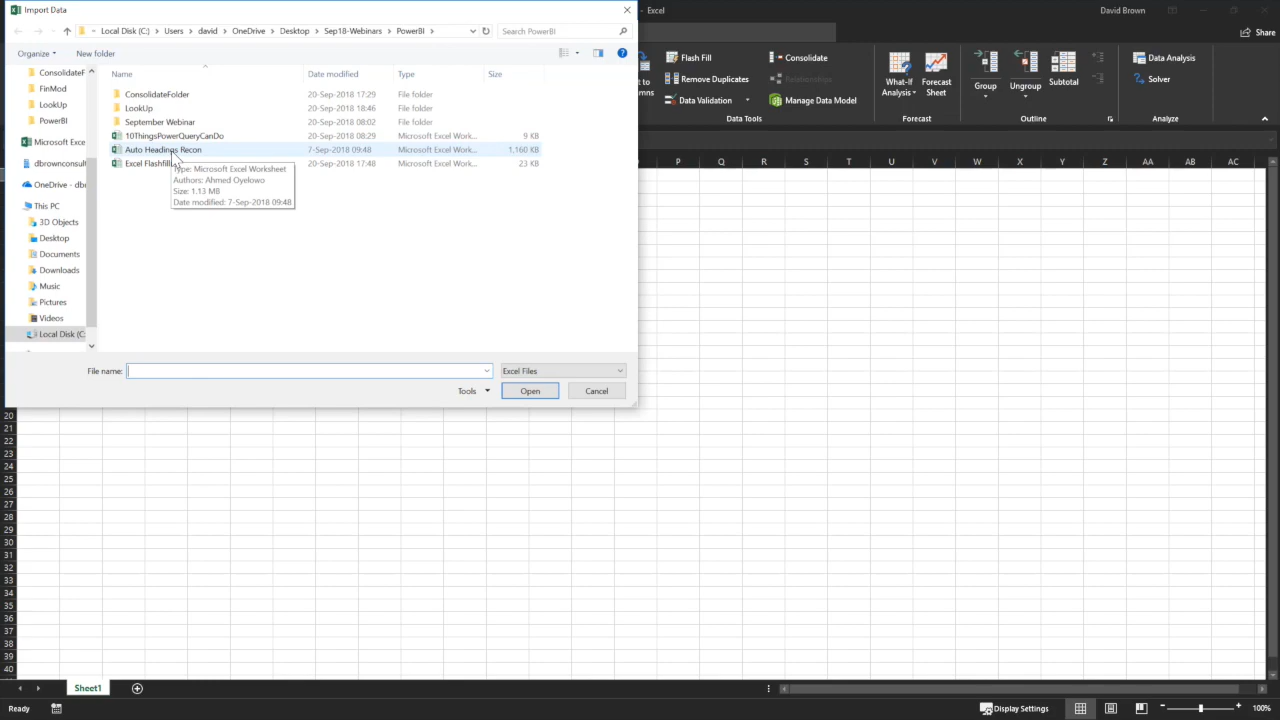 Import Data
Excel
David Brown
Local Disk (C:) Users david OneDrive Desktop Sep18-Webinars PowerBI
Search PowerBI
Share
Organize
New folder
Flash Fill
Consolidate
Remove Duplicates
Relationships
Data Validation
Manage Data Model
What-If
Analysis
Forecast
Sheet
Group
Ungroup
Subtotal
Data Analysis
Solver
Data Tools
Forecast
Outline
Analyze
Name
Date modified
Type
Size
ConsolidateFolder 20-Sep-2018 17:29 File folder
LookUp 20-Sep-2018 18:46 File folder
September Webinar 20-Sep-2018 08:02 File folder
10ThingsPowerQueryCanDo 20-Sep-2018 08:29 Microsoft Excel Work... 9 KB
Auto Headings Recon 7-Sep-2018 09:48 Microsoft Excel Work... 1,160 KB
Excel Flashfill 20-Sep-2018 17:48 Microsoft Excel Work... 23 KB
Type: Microsoft Excel Worksheet
Authors: Ahmed Oyelowo
Size: 1.13 MB
Date modified: 7-Sep-2018 09:48
ConsolidateF
FinMod
LookUp
PowerBI
Microsoft Exce
dbrownconsult
OneDrive - db
This PC
3D Objects
Desktop
Documents
Downloads
Music
Pictures
Videos
Local Disk (C:
File name:
Excel Files
Tools
Open
Cancel
P Q R S T U V W X Y Z AA AB AC
20
21
22
23
24
25
26
27
28
29
30
31
32
33
34
35
36
37
38
39
40
Sheet1
Ready
Display Settings
100%